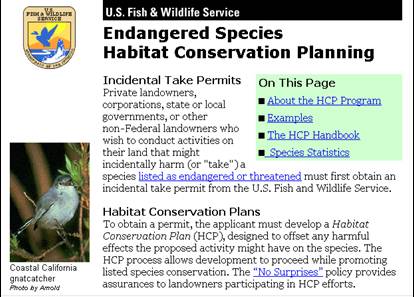 U.S.
FISH & WILDLIFE
SERVICE
U.S. Fish & Wildlife Service
Endangered Species
Habitat Conservation Planning
Incidental Take Permits
Private landowners,
corporations, state or local
governments, or other
non-Federal landowners who
wish to conduct activities on
their land that might
incidentally harm (or "take") a
species listed as endangered or threatened must first obtain an
incidental take permit from the U.S. Fish and Wildlife Service.
On This Page
About the HCP Program
Examples
The HCP Handbook
Species Statistics
Habitat Conservation Plans
To obtain a permit, the applicant must develop a Habitat
Conservation Plan (HCP), designed to offset any harmful
effects the proposed activity might have on the species. The
HCP process allows development to proceed while promoting
listed species conservation. The “No Surprises” policy provides
assurances to landowners participating in HCP efforts.
Coastal California
gnatcatcher
Photo by Arnold